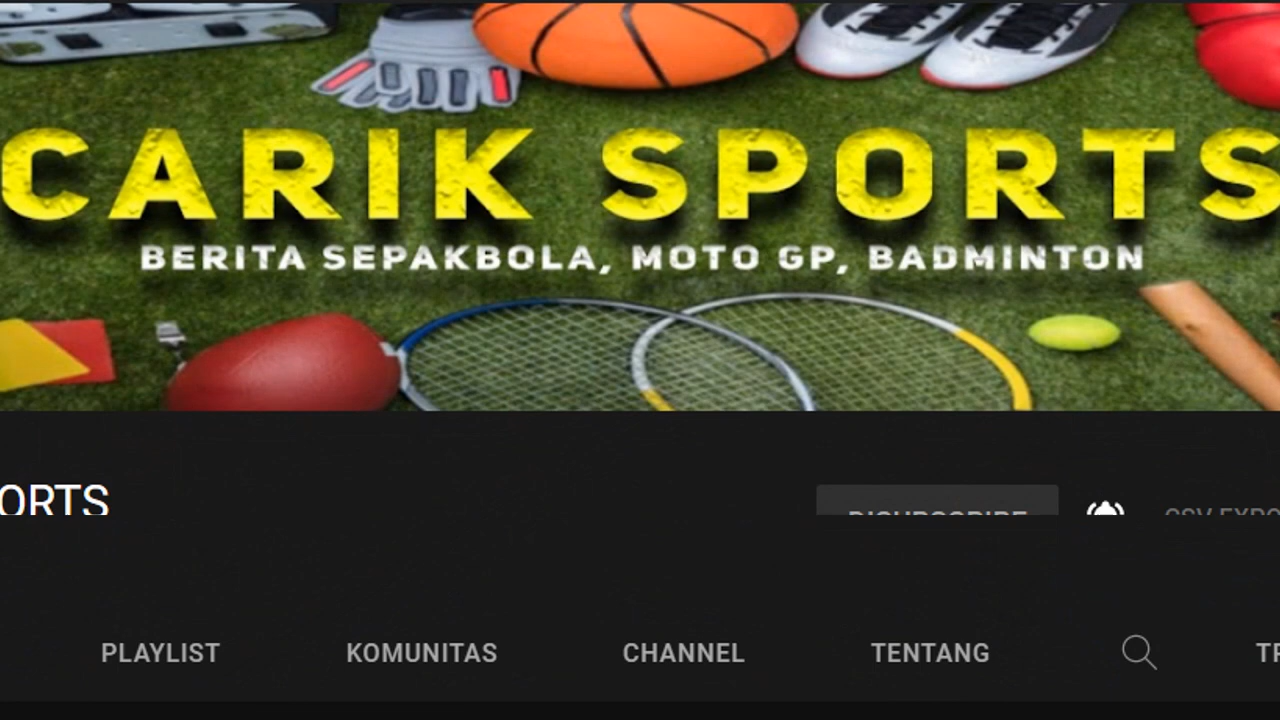 CARIK SPORTS
BERITA SEPAKBOLA, MOTO GP, BADMINTON
ORTS
PLAYLIST KOMUNITAS CHANNEL TENTANG